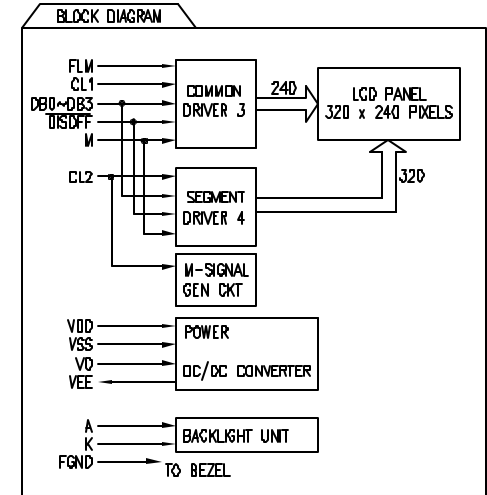 BLOCK DIAGRAM
FLM
CL1
DB0~DB3
DISOFF
M
CL2
COMMON
DRIVER 3
240
LCD PANEL
320 x 240 PIXELS
320
SEGMENT
DRIVER 4
M-SIGNAL
GEN CKT
VDD
VSS
VO
VEE
POWER
DC/DC CONVERTER
A
K
FGND
BACKLIGHT UNIT
TO BEZEL